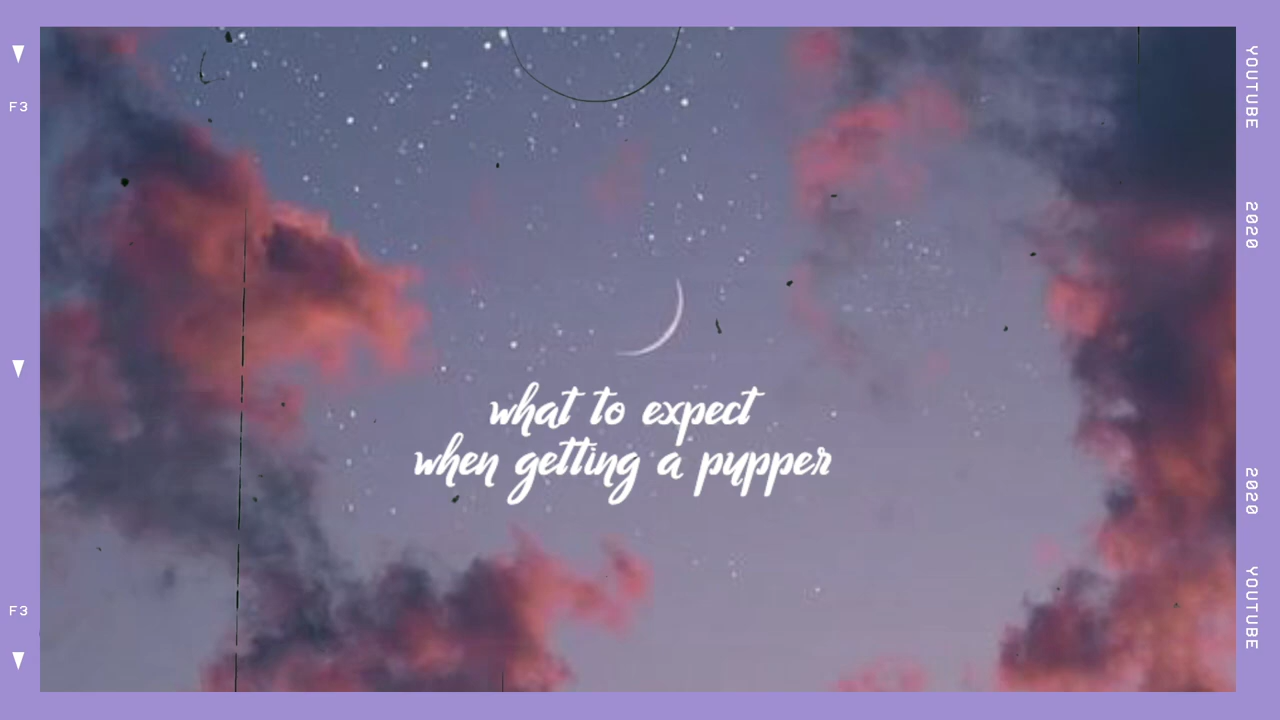 F3
F3
what to expect
when getting a pupper
YOUTUBE
2020
2020
YOUTUBE